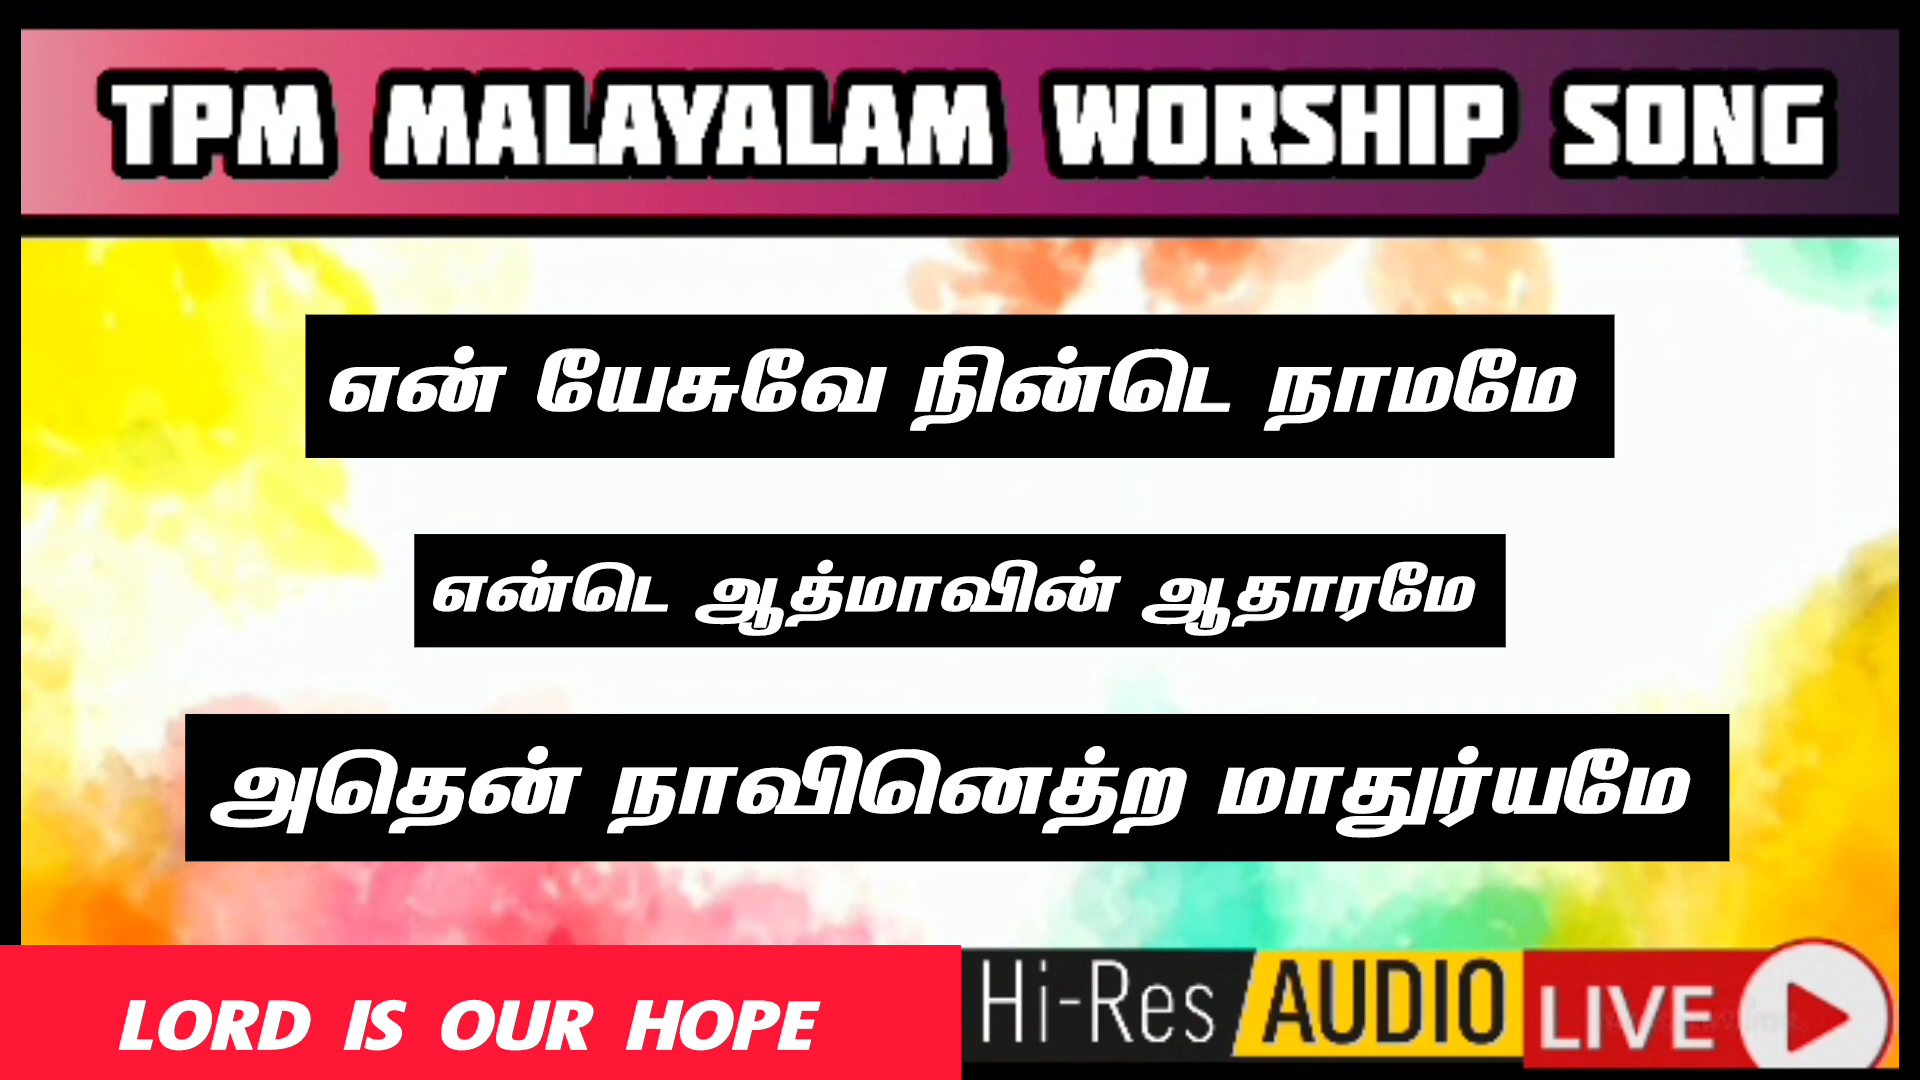 TPM MALAYALAM WORSHIP SONG
என் யேசுவே நின்டெ நாமமே
என்டெ ஆத்மாவின் ஆதாரமே
அதென் நாவினெத்ற மாதுர்யமே
LORD IS OUR HOPE
Hi-Res AUDIO LIVE